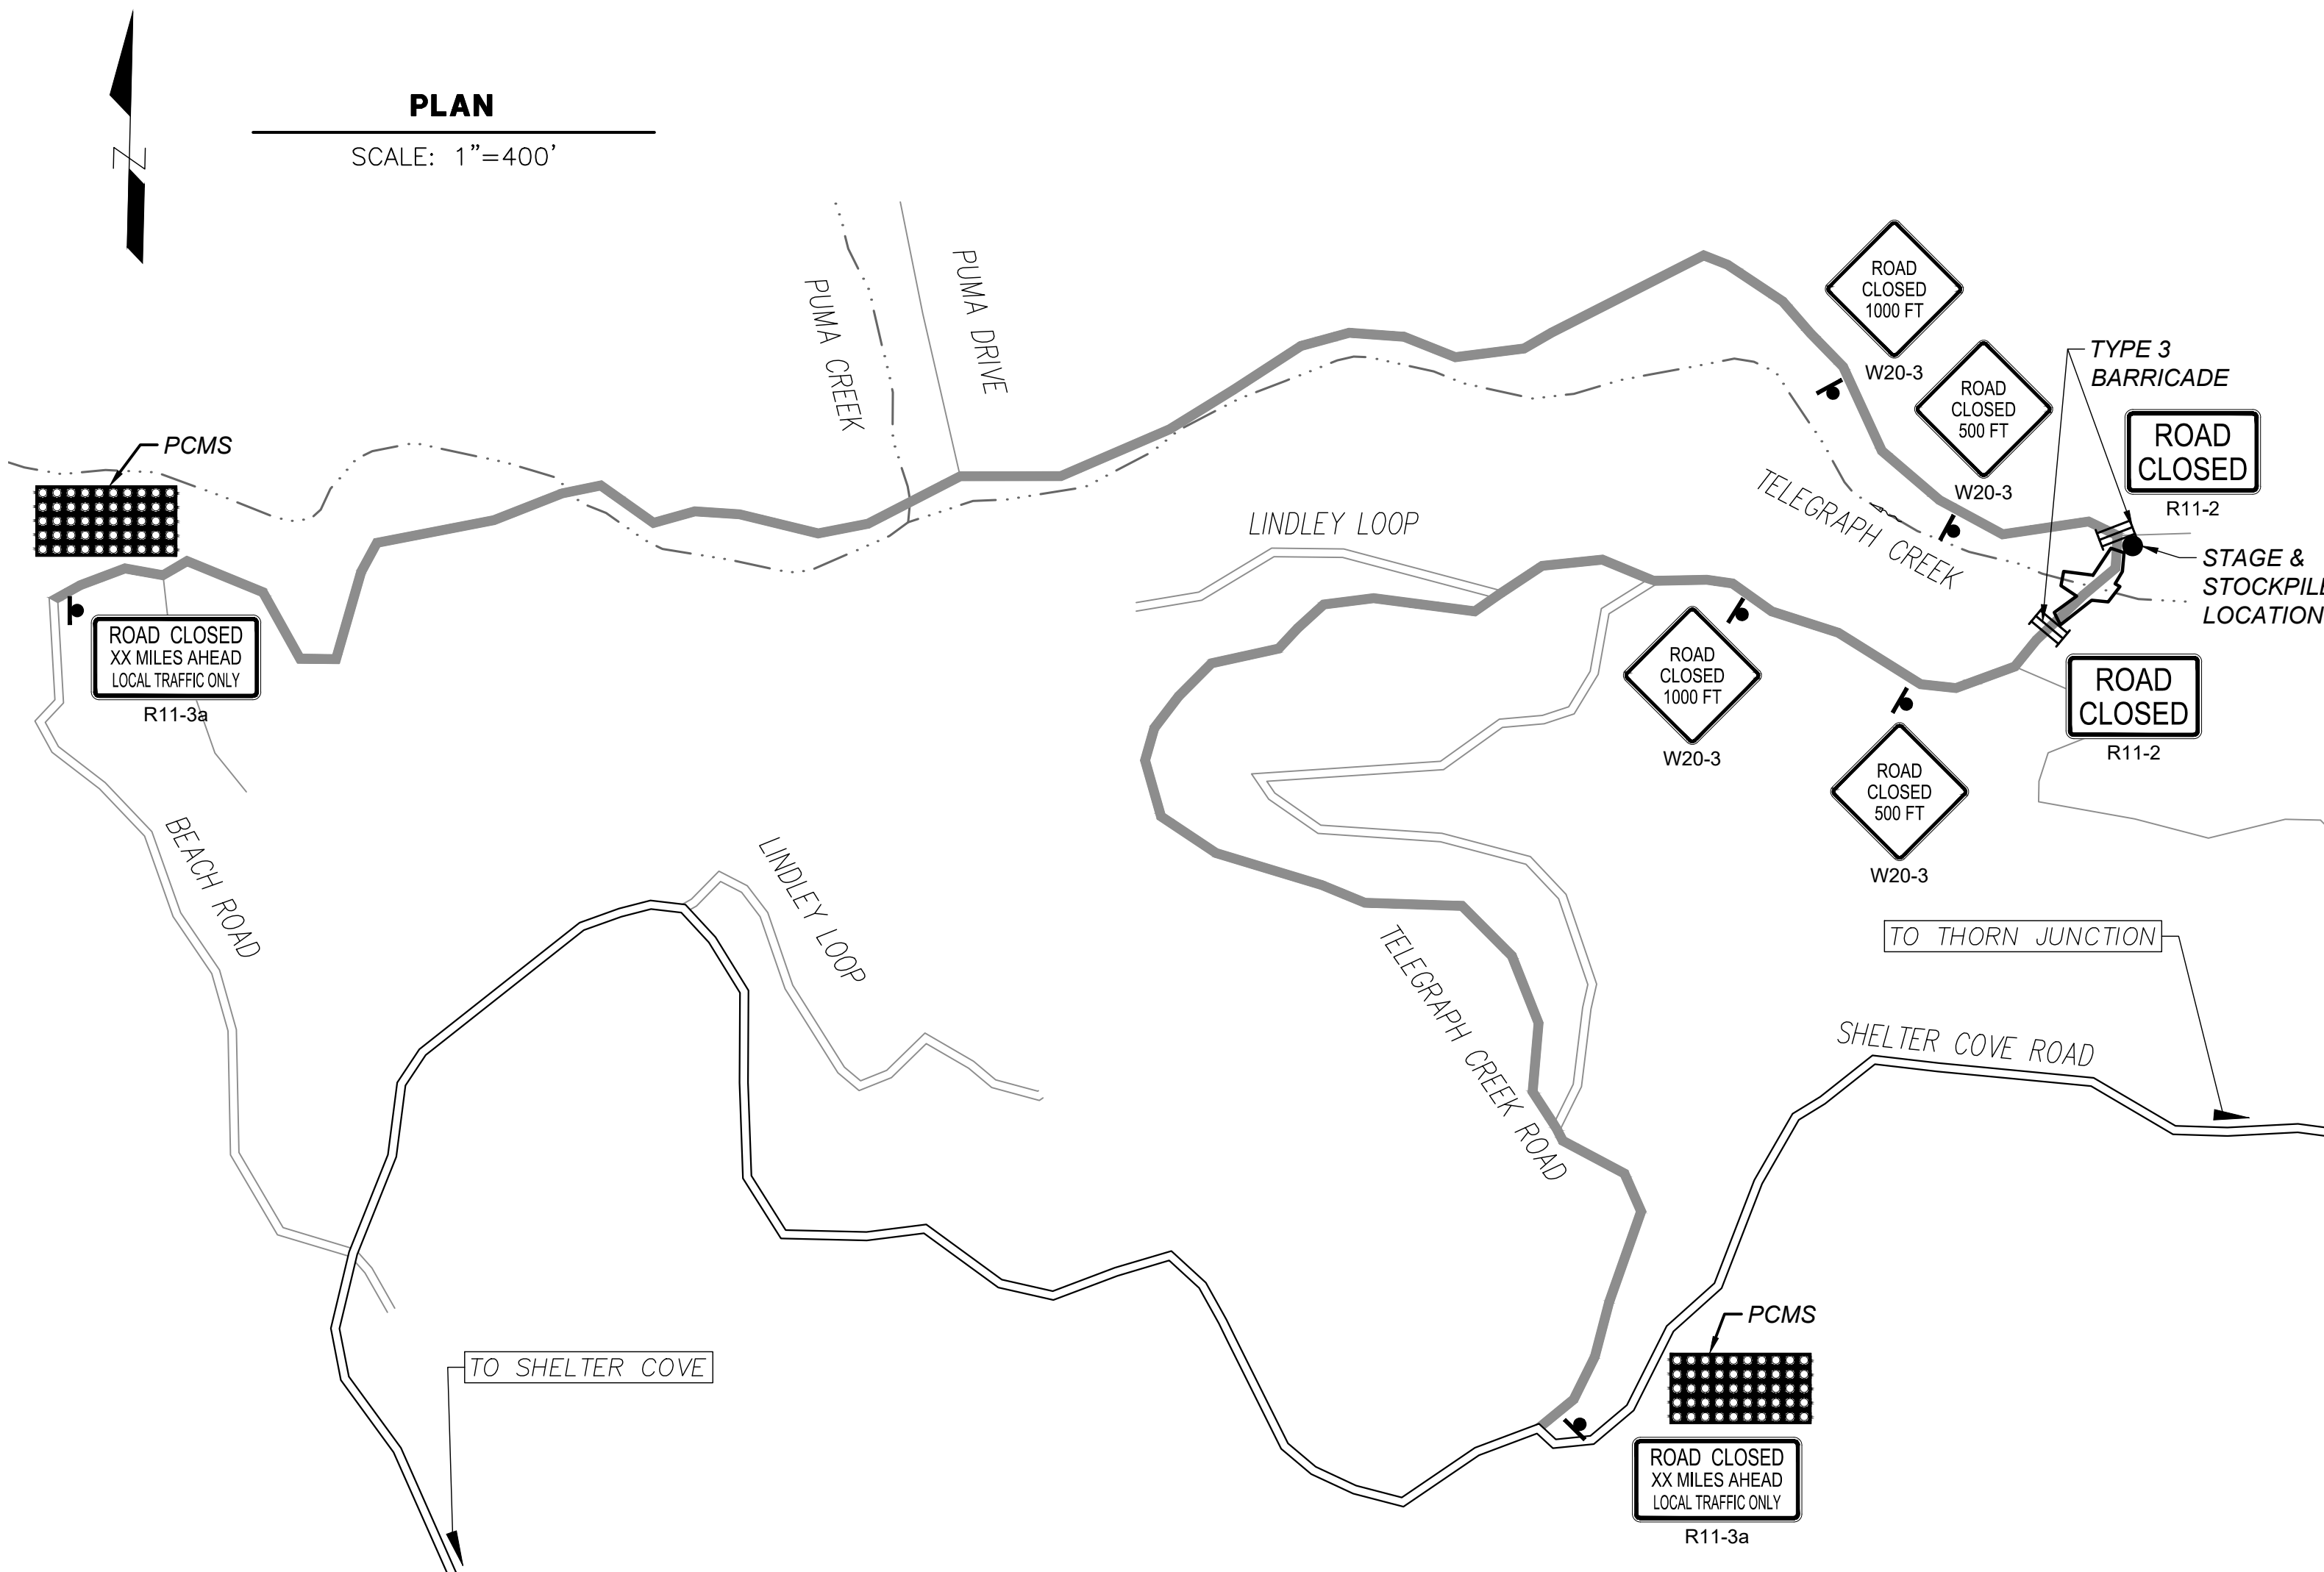 PLAN
SCALE: 1"=400'
N
PUMA CREEK
PUMA DRIVE
ROAD
CLOSED
1000 FT
W20-3
ROAD
CLOSED
500 FT
W20-3
TYPE 3
BARRICADE
ROAD
CLOSED
R11-2
PCMS
TELEGRAPH CREEK
LINDLEY LOOP
STAGE &
STOCKPILE
LOCATION
ROAD CLOSED
XX MILES AHEAD
LOCAL TRAFFIC ONLY
R11-3a
ROAD
CLOSED
1000 FT
W20-3
ROAD
CLOSED
R11-2
ROAD
CLOSED
500 FT
W20-3
BEACH ROAD
LINDLEY LOOP
TELEGRAPH CREEK ROAD
TO THORN JUNCTION
SHELTER COVE ROAD
TO SHELTER COVE
PCMS
ROAD CLOSED
XX MILES AHEAD
LOCAL TRAFFIC ONLY
R11-3a